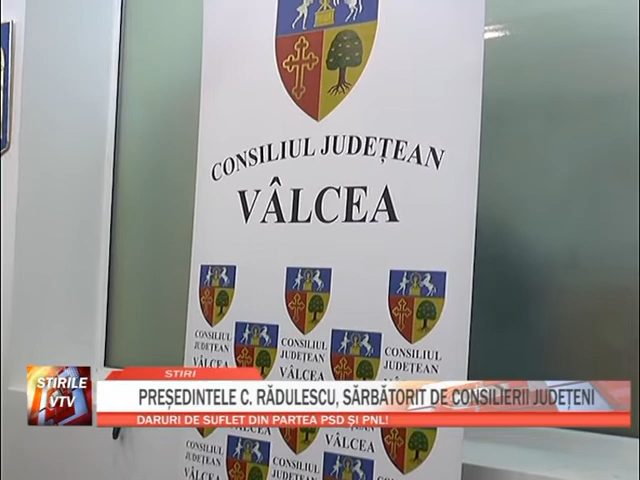 CONSILIUL JUDEȚEAN
VÂLCEA
CONSILIUL
JUDEȚEAN
VÂLCEA
CONSILIUL
JUDEȚEAN
VÂLCEA
CONSILIUL
JUDEȚEAN
VÂLCEA
STIRI
STIRILE
VTV
PREȘEDINTELE C. RĂDULESCU, SĂRBĂTORIT DE CONSILIERII JUDEȚENI
DARURI DE SUFLET DIN PARTEA PSD ȘI PNL!
VÂLCEA
CONSILIUL
JUDEȚEAN
CONSILIUL
CONSILIUL
JUDEȚEAN